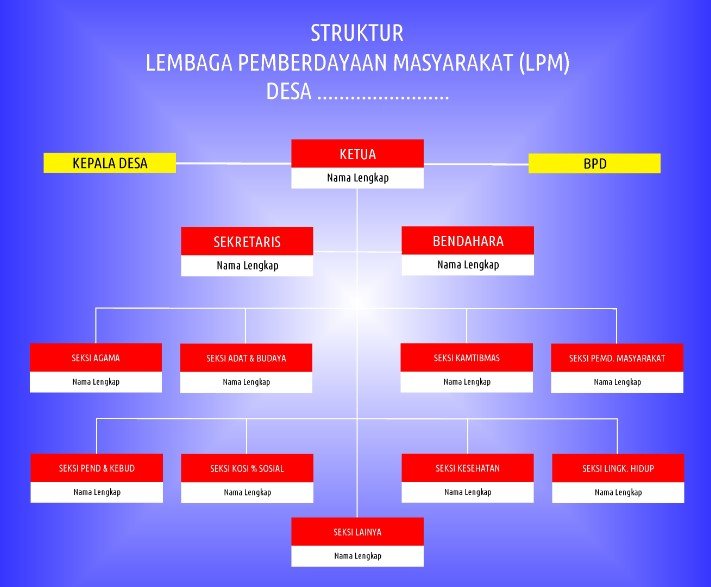 STRUKTUR
LEMBAGA PEMBERDAYAAN MASYARAKAT (LPM)
DESA ........................
KEPALA DESA
KETUA
Nama Lengkap
BPD
SEKRETARIS
Nama Lengkap
BENDAHARA
Nama Lengkap
SEKSI AGAMA
Nama Lengkap
SEKSI ADAT & BUDAYA
Nama Lengkap
SEKSI KAMTIBMAS
Nama Lengkap
SEKSI PEMD. MASYARAKAT
Nama Lengkap
SEKSI PEND & KEBUD
Nama Lengkap
SEKSI KOSI % SOSIAL
Nama Lengkap
SEKSI KESEHATAN
Nama Lengkap
SEKSI LINGK. HIDUP
Nama Lengkap
SEKSI LAINYA
Nama Lengkap